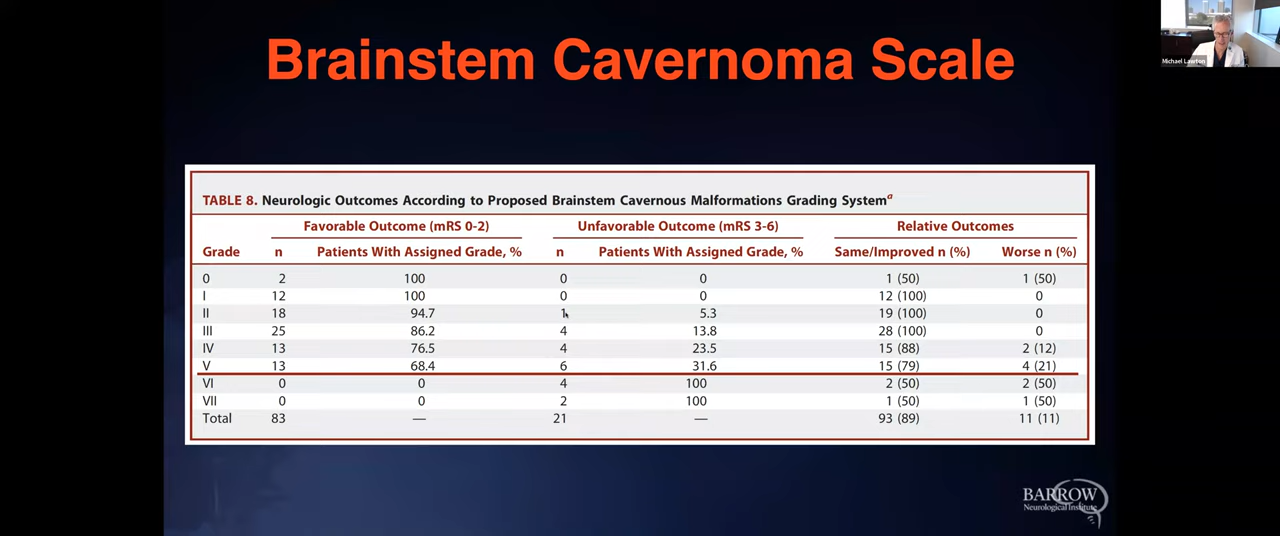 Brainstem Cavernoma Scale
Michael Lawton
TABLE 8. Neurologic Outcomes According to Proposed Brainstem Cavernous Malformations Grading Systemª
Favorable Outcome (mRS 0-2) Unfavorable Outcome (mRS 3-6) Relative Outcomes
Grade n Patients With Assigned Grade, % n Patients With Assigned Grade, % Same/Improved n (%) Worse n (%)
0 2 100 0 0 1 (50) 1 (50)
I 12 100 0 0 12 (100) 0
II 18 94.7 1 5.3 19 (100) 0
III 25 86.2 4 13.8 28 (100) 0
IV 13 76.5 4 23.5 15 (88) 2 (12)
V 13 68.4 6 31.6 15 (79) 4 (21)
VI 0 0 4 100 2 (50) 2 (50)
VII 0 0 2 100 1 (50) 1 (50)
Total 83 — 21 — 93 (89) 11 (11)
BARROW
Neurological Institute